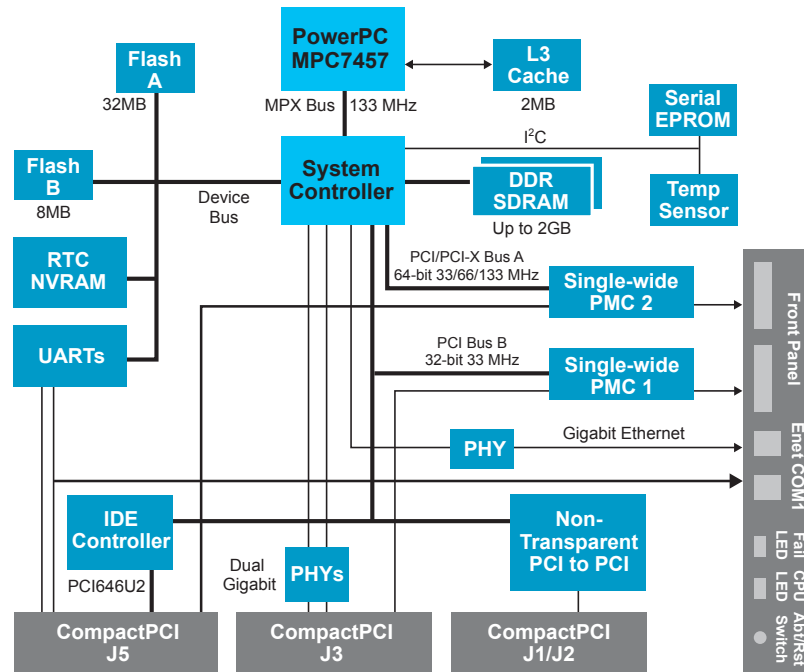 PowerPC
MPC7457
L3
Cache
2MB
Flash
A
32MB
MPX Bus
133 MHz
Serial
EPROM
I²C
System
Controller
Flash
B
8MB
Device
Bus
DDR
SDRAM
Up to 2GB
Temp
Sensor
RTC
NVRAM
PCI/PCI-X Bus A
64-bit 33/66/133 MHz
Single-wide
PMC 2
UARTs
PCI Bus B
32-bit 33 MHz
Single-wide
PMC 1
PHY
Gigabit Ethernet
Front Panel
Enet COM1
Fail
LED
CPU
LED
Abt/Rst
Switch
IDE
Controller
PCI646U2
Dual
Gigabit
PHYs
Non-
Transparent
PCI to PCI
CompactPCI
J5
CompactPCI
J3
CompactPCI
J1/J2